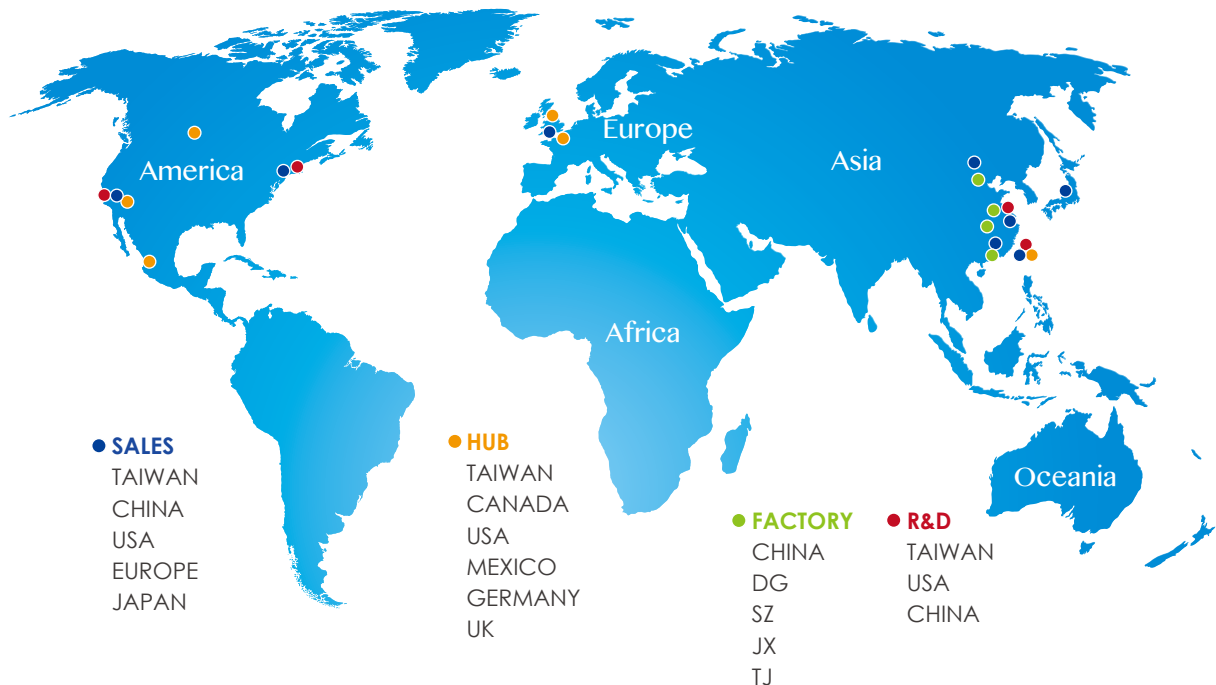 America
Europe
Asia
Africa
Oceania
SALES
TAIWAN
CHINA
USA
EUROPE
JAPAN
HUB
TAIWAN
CANADA
USA
MEXICO
GERMANY
UK
FACTORY
CHINA
DG
SZ
JX
TJ
R&D
TAIWAN
USA
CHINA